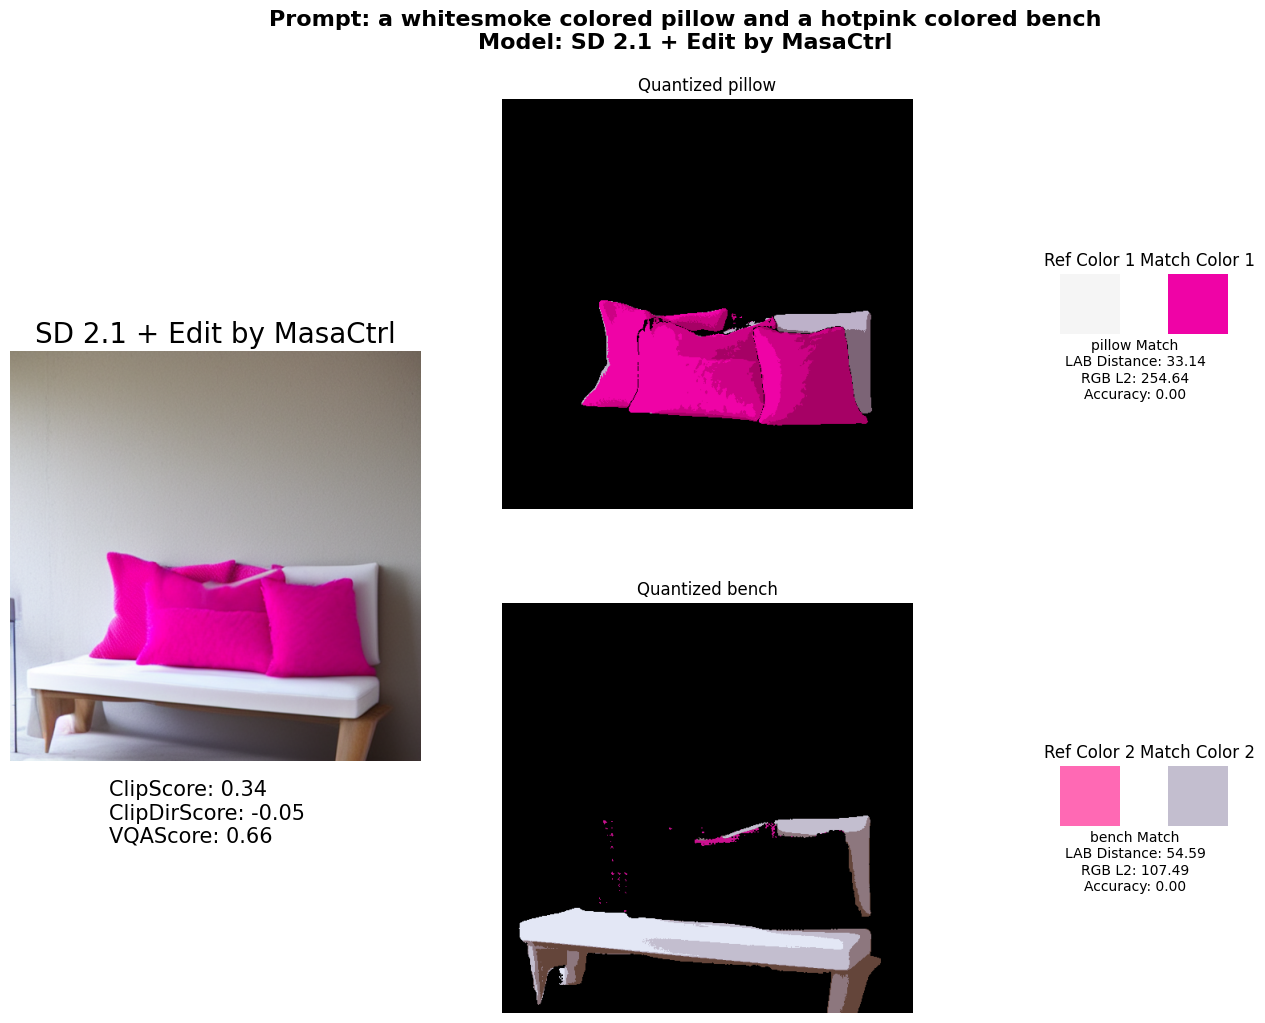 Prompt: a whitesmoke colored pillow and a hotpink colored bench
Model: SD 2.1 + Edit by MasaCtrl
Quantized pillow
Ref Color 1 Match Color 1
pillow Match
LAB Distance: 33.14
RGB L2: 254.64
Accuracy: 0.00
SD 2.1 + Edit by MasaCtrl
ClipScore: 0.34
ClipDirScore: -0.05
VQAScore: 0.66
Quantized bench
Ref Color 2 Match Color 2
bench Match
LAB Distance: 54.59
RGB L2: 107.49
Accuracy: 0.00